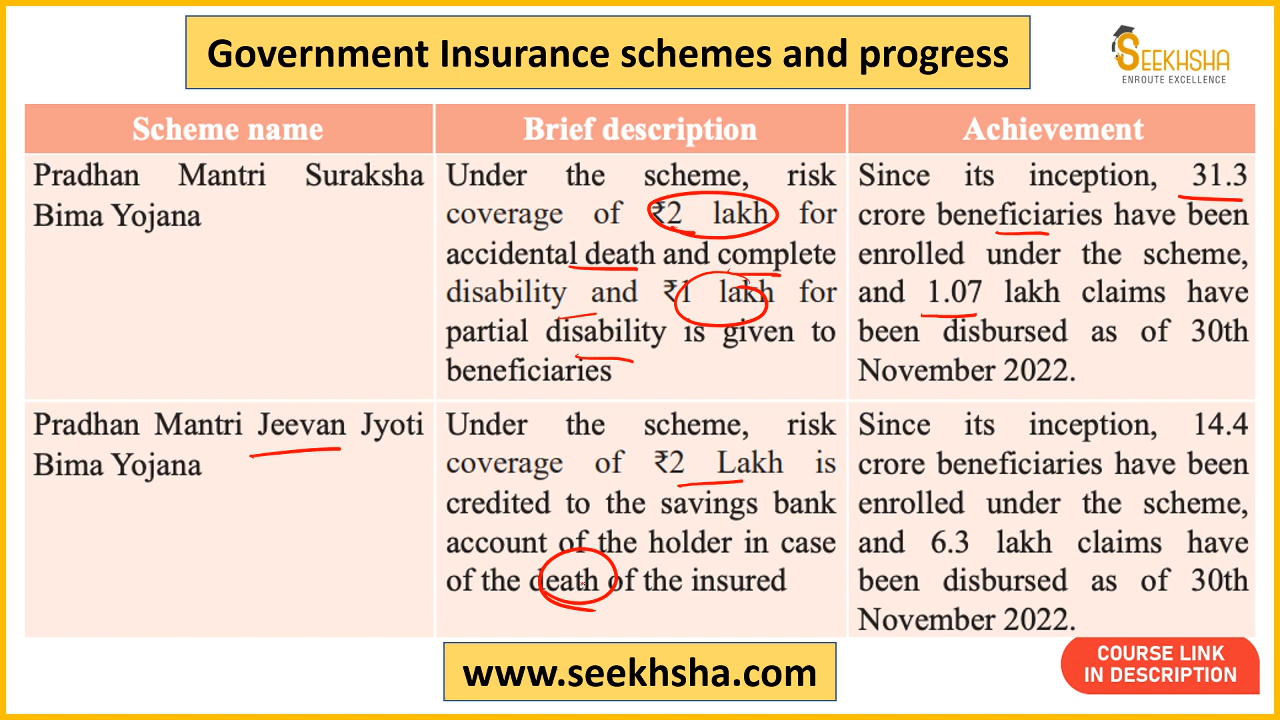 Government Insurance schemes and progress
SEEKHSHA
ENROUTE EXCELLENCE
Scheme name
Brief description
Achievement
Pradhan Mantri Suraksha
Bima Yojana
Under the scheme, risk
coverage of ₹2 lakh for
accidental death and complete
disability and ₹1 lakh for
partial disability is given to
beneficiaries
Since its inception, 31.3
crore beneficiaries have been
enrolled under the scheme,
and 1.07 lakh claims have
been disbursed as of 30th
November 2022.
Pradhan Mantri Jeevan Jyoti
Bima Yojana
Under the scheme, risk
coverage of ₹2 Lakh is
credited to the savings bank
account of the holder in case
of the death of the insured
Since its inception, 14.4
crore beneficiaries have been
enrolled under the scheme,
and 6.3 lakh claims have
been disbursed as of 30th
November 2022.
www.seekhsha.com
COURSE LINK
IN DESCRIPTION